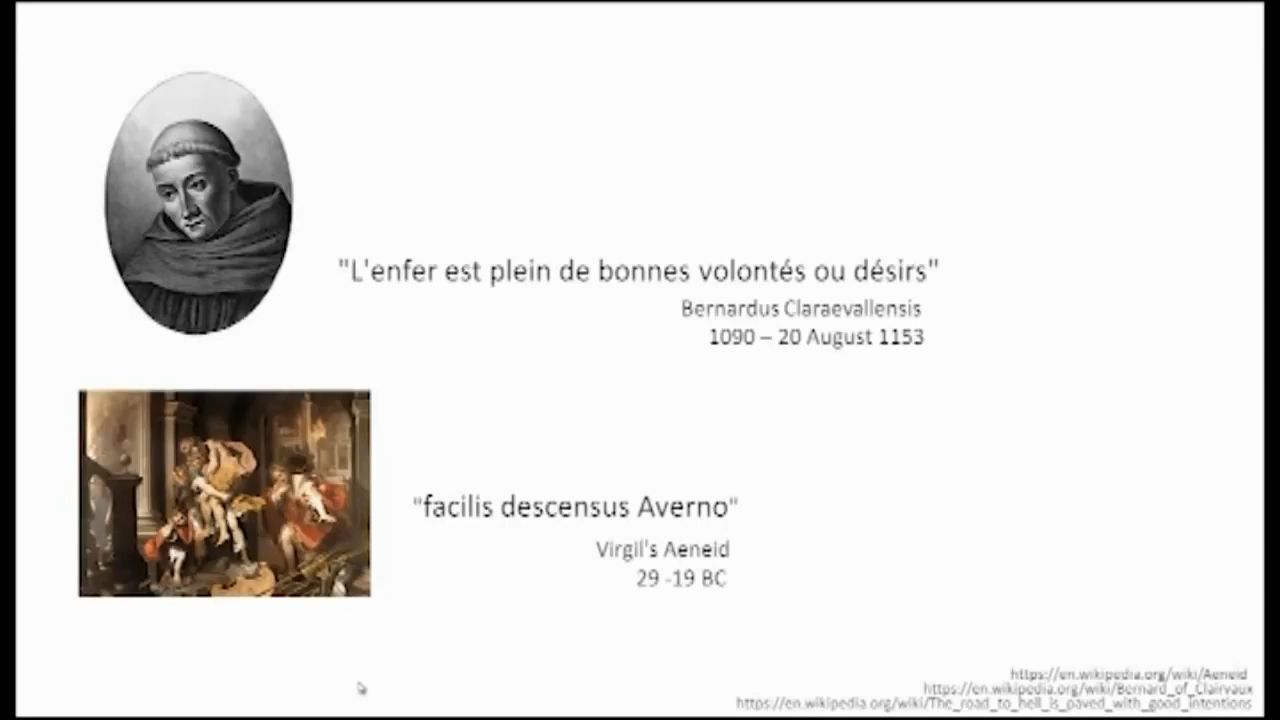 "L'enfer est plein de bonnes volontés ou désirs"
Bernardus Claraevallensis
1090 – 20 August 1153
"facilis descensus Averno"
Virgil's Aeneid
29 -19 BC
https://en.wikipedia.org/wiki/Aeneid
https://en.wikipedia.org/wiki/Bernard_of_Clairvaux
https://en.wikipedia.org/wiki/The_road_to_hell_is_paved_with_good_intentions